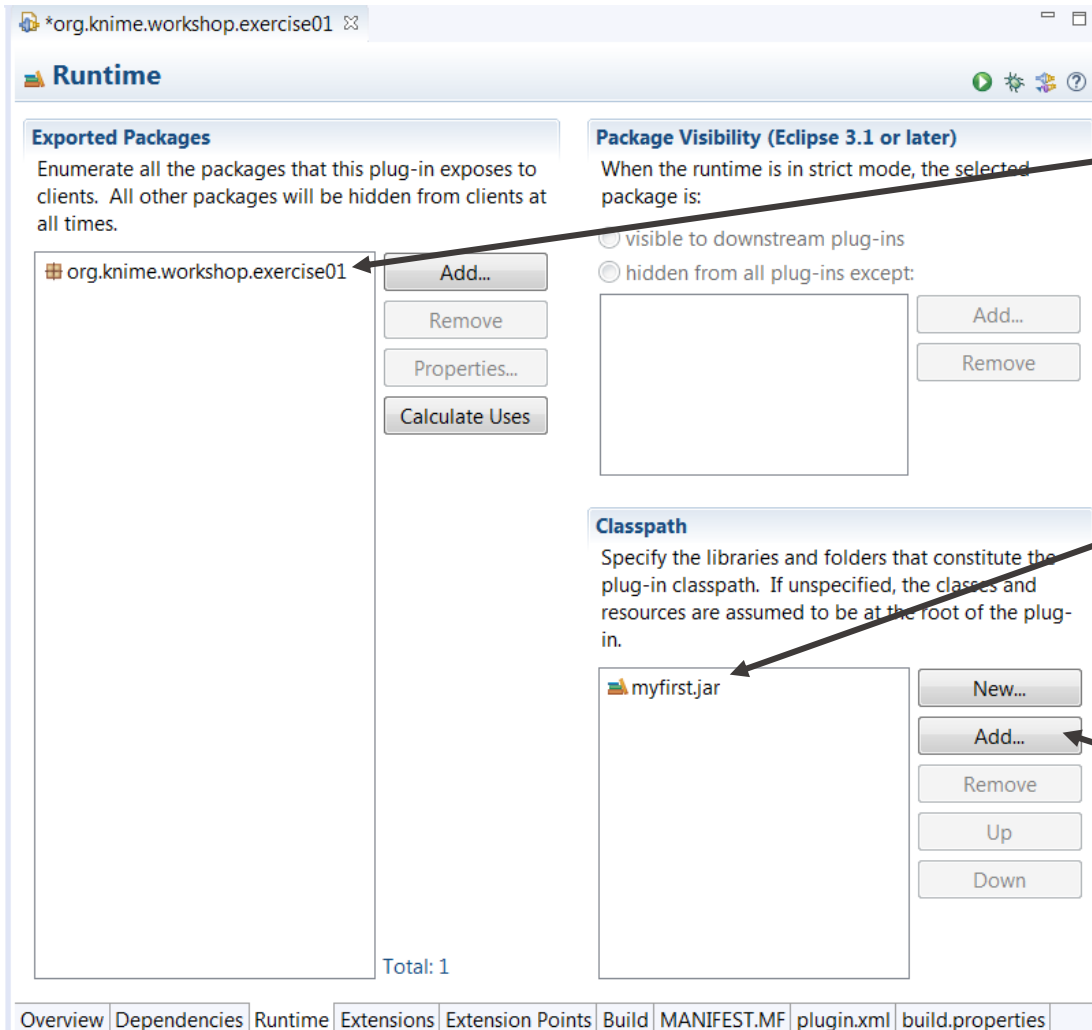 *org.knime.workshop.exercise01
Runtime
Exported Packages
Enumerate all the packages that this plug-in exposes to
clients. All other packages will be hidden from clients at
all times.
org.knime.workshop.exercise01
Add...
Remove
Properties...
Calculate Uses
Total: 1
Package Visibility (Eclipse 3.1 or later)
When the runtime is in strict mode, the selected
package is:
visible to downstream plug-ins
hidden from all plug-ins except:
Add...
Remove
Classpath
Specify the libraries and folders that constitute the
plug-in classpath. If unspecified, the classes and
resources are assumed to be at the root of the plug-
in.
myfirst.jar
New...
Add...
Remove
Up
Down
Overview Dependencies Runtime Extensions Extension Points Build MANIFEST.MF plugin.xml build.properties